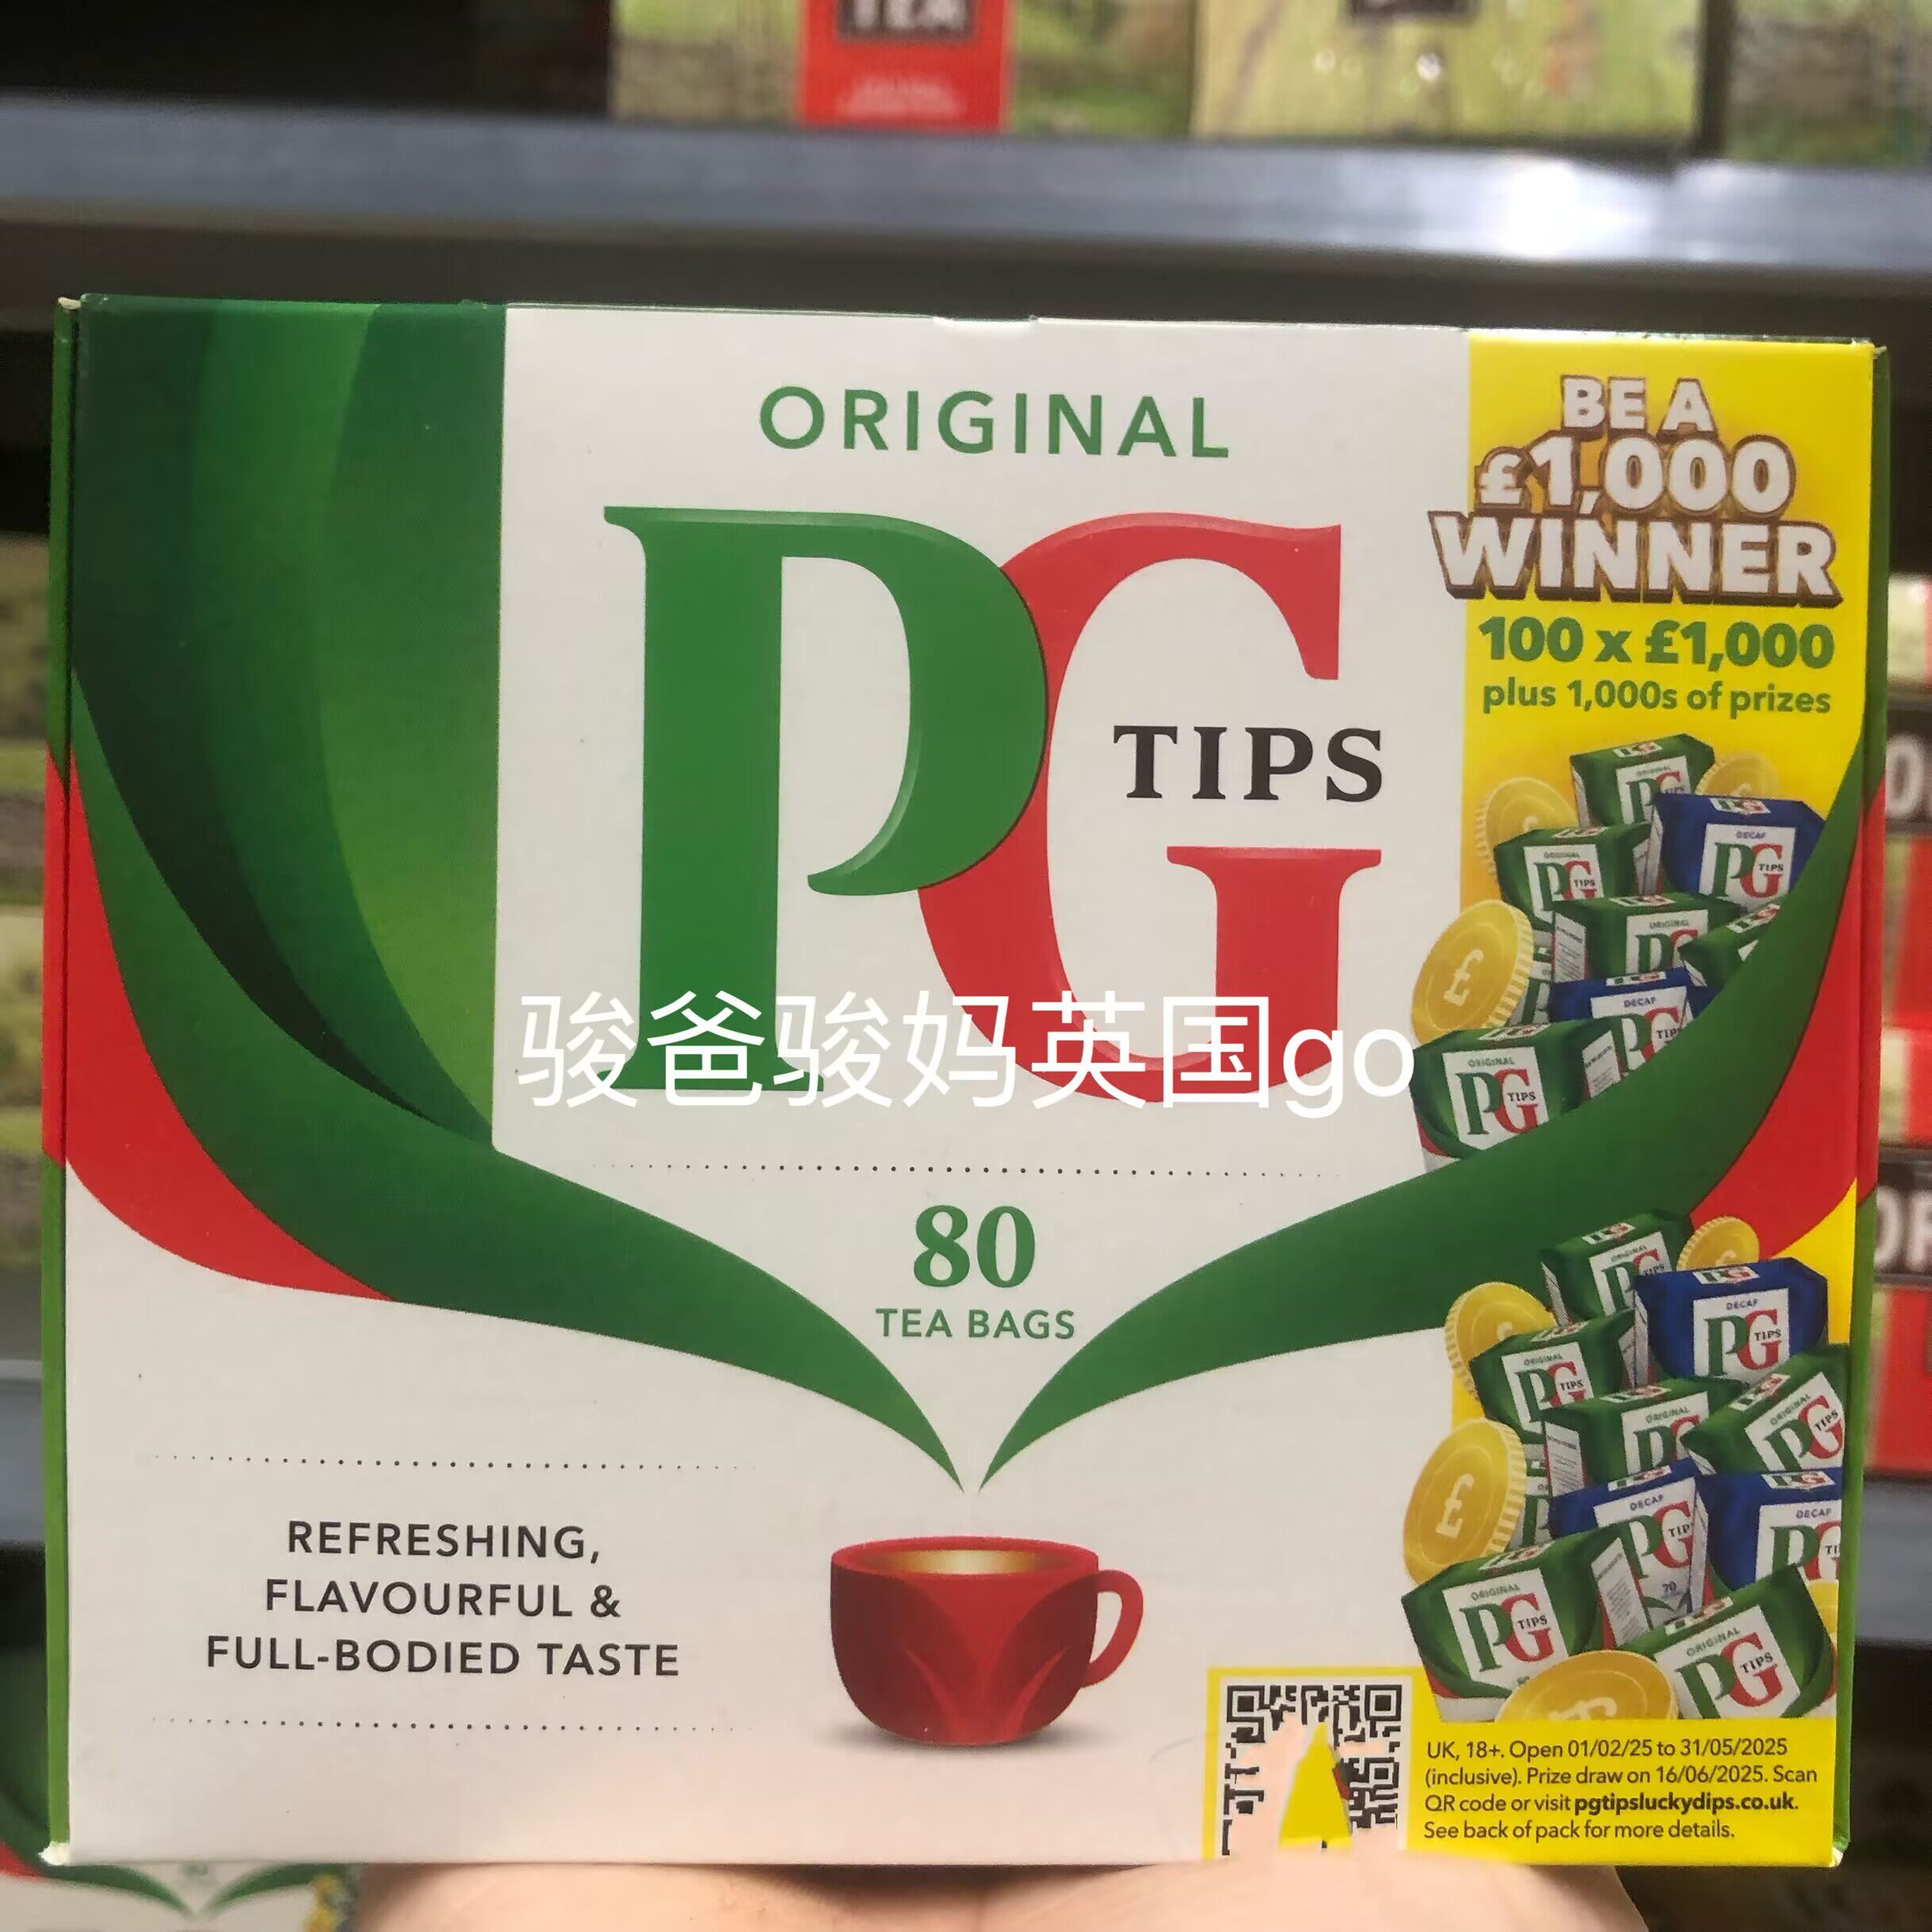 TEA
ORIGINAL
PG
TIPS
BE A
£1,000
WINNER
100 x £1,000
plus 1,000s of prizes
骏爸骏妈英国go
80
TEA BAGS
REFRESHING,
FLAVOURFUL &
FULL-BODIED TASTE
UK, 18+. Open 01/02/25 to 31/05/2025
(inclusive). Prize draw on 16/06/2025. Scan
QR code or visit pgtipsluckydips.co.uk.
See back of pack for more details.